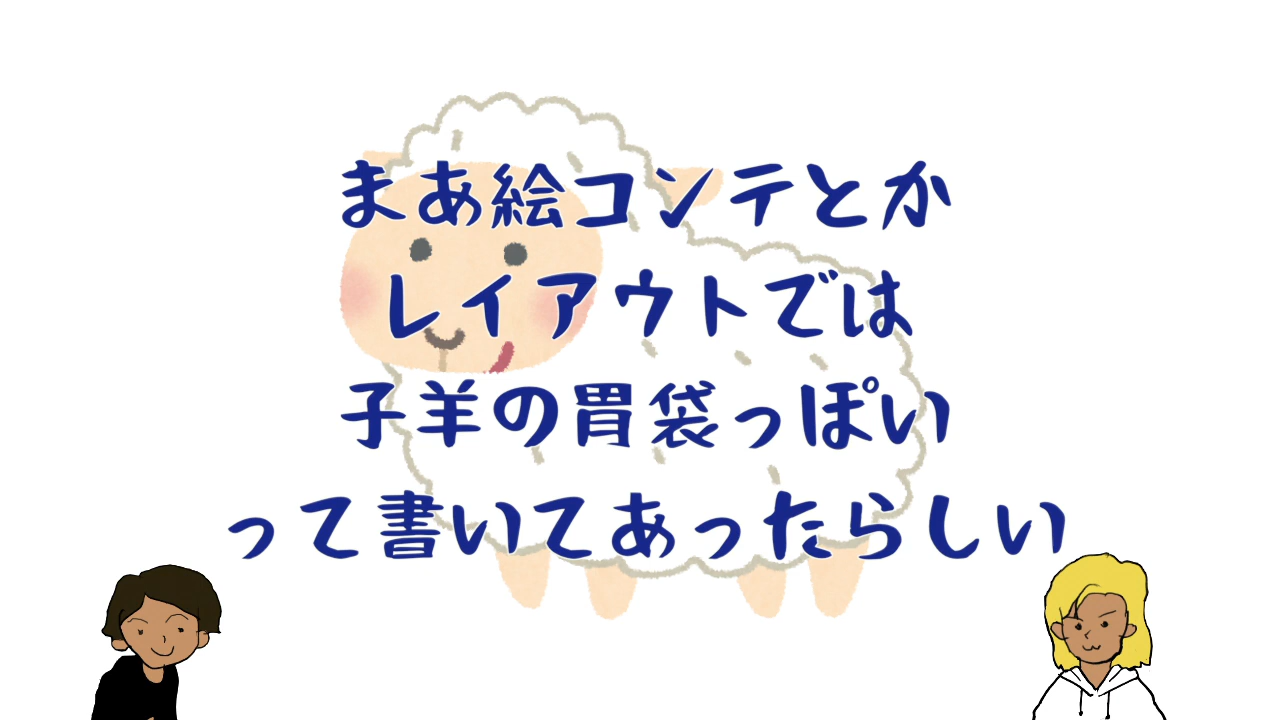 まあ絵コンテとか
レイアウトでは
子羊の胃袋っぽい
って書いてあったらしい